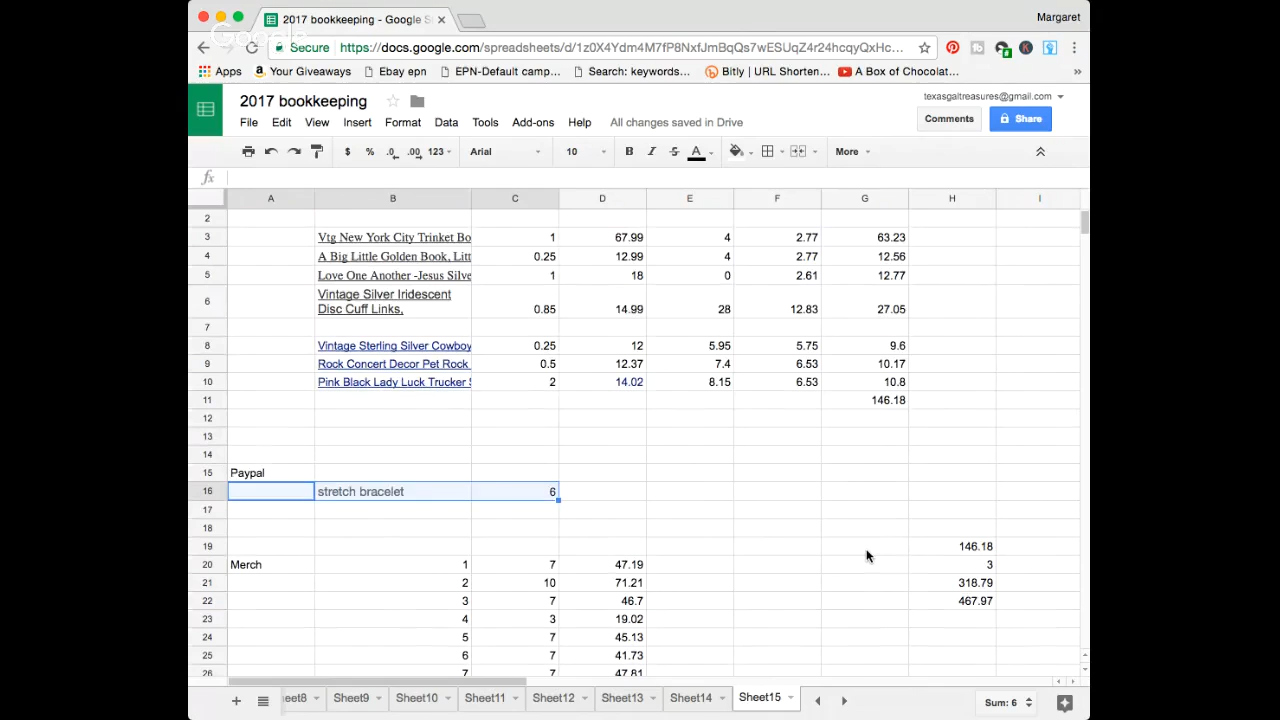 2017 bookkeeping - Google S
Margaret
Google
Secure https://docs.google.com/spreadsheets/d/1z0X4Ydm4M7fP8NxfJmBqQs7wESUqZ4r24hcqyQxHc...
Apps Your Giveaways Ebay epn EPN-Default camp... Search: keywords... Bitly | URL Shorten... A Box of Chocolat...
2017 bookkeeping
texasgaltreasures@gmail.com
File Edit View Insert Format Data Tools Add-ons Help All changes saved in Drive
Comments Share
$ % .0 .00 123 Arial 10 B I S A More
fx
A B C D E F G H I
2
3 Vtg New York City Trinket Bo 1 67.99 4 2.77 63.23
4 A Big Little Golden Book, Litt 0.25 12.99 4 2.77 12.56
5 Love One Another -Jesus Silve 1 18 0 2.61 12.77
Vintage Silver Iridescent
6 Disc Cuff Links, 0.85 14.99 28 12.83 27.05
7
8 Vintage Sterling Silver Cowboy 0.25 12 5.95 5.75 9.6
9 Rock Concert Decor Pet Rock 0.5 12.37 7.4 6.53 10.17
10 Pink Black Lady Luck Trucker S 2 14.02 8.15 6.53 10.8
11 146.18
12
13
14
15 Paypal
16 stretch bracelet 6
17
18
19 146.18
20 Merch 1 7 47.19 3
21 2 10 71.21 318.79
22 3 7 46.7 467.97
23 4 3 19.02
24 5 7 45.13
25 6 7 41.73
26 7 7 47.81
eet8 Sheet9 Sheet10 Sheet11 Sheet12 Sheet13 Sheet14 Sheet15 Sum: 6